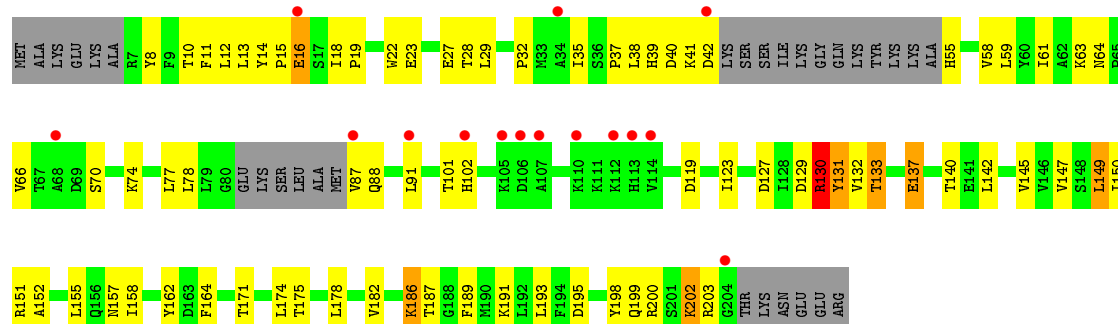 MET ALA LYS GLU LYS ALA R7 Y8 F9 T10 F11 L12 L13 Y14 P15 E16 S17 I18 P19 W22 E23 E27 T28 L29 P32 M33 A34 I35 S36 P37 L38 H39 D40 K41 D42 LYS SER SER ILE LYS GLY GLN LYS TYR LYS LYS ALA H55 V58 L59 Y60 I61 A62 K63 N64
V66 T67 A68 D69 S70 K74 L77 L78 L79 G80 GLU LYS SER LEU ALA MET V87 Q88 L91 T101 H102 K105 D106 A107 K110 K111 K112 H113 V114 D119 I123 D127 I128 D129 R130 Y131 V132 T133 E137 T140 E141 L142 V145 V146 V147 S148 L149
R151 A152 L155 Q156 N157 I158 Y162 D163 F164 T171 L174 T175 L178 V182 K186 T187 G188 F189 M190 K191 L192 L193 F194 D195 Y198 Q199 R200 S201 K202 R203 G204 THR LYS ASN GLU GLU ARG